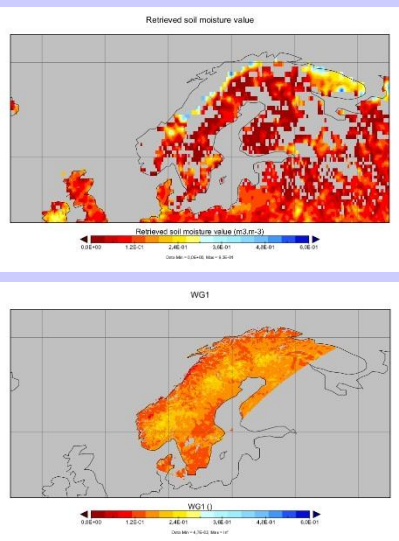 Retrieved soil moisture value
Retrieved soil moisture value (m3.m-3)
0,0E+00 1,2E-01 2,4E-01 3,6E-01 4,8E-01 6,0E-01
WG1
WG1 ()
0,0E+00 1,2E-01 2,4E-01 3,6E-01 4,8E-01 6,0E-01